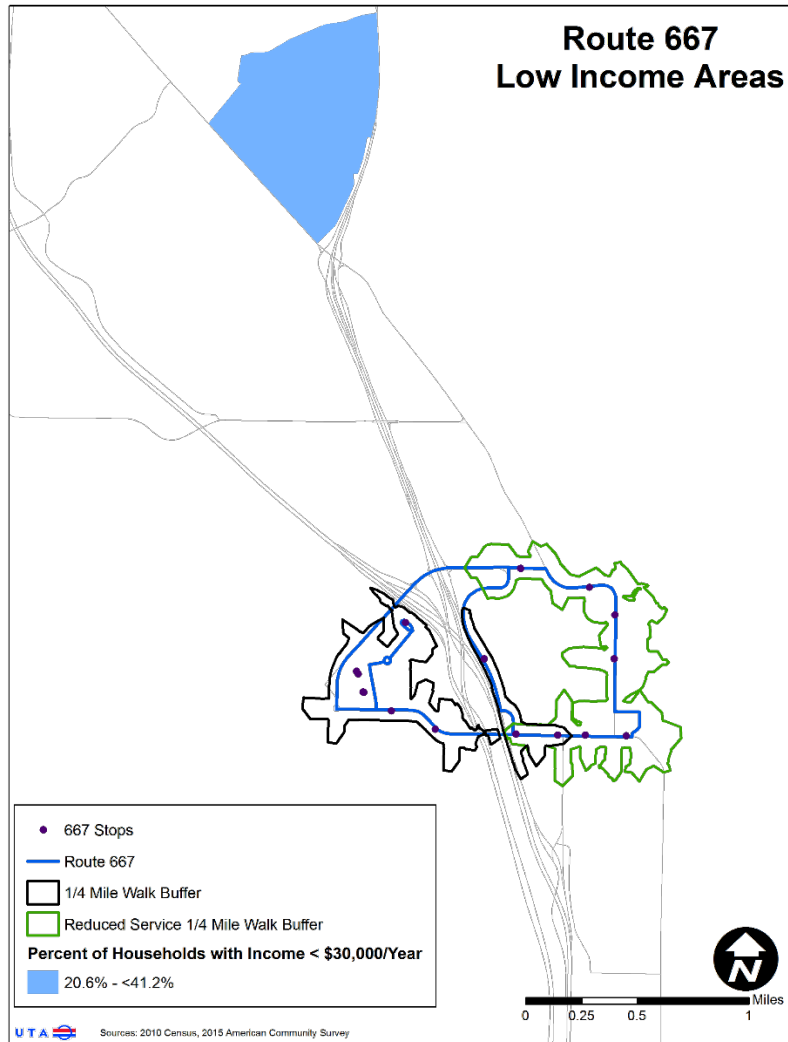 Route 667
Low Income Areas
667 Stops
Route 667
1/4 Mile Walk Buffer
Reduced Service 1/4 Mile Walk Buffer
Percent of Households with Income < $30,000/Year
20.6% - <41.2%
N
Miles
0 0.25 0.5 1
U T A Sources: 2010 Census, 2015 American Community Survey